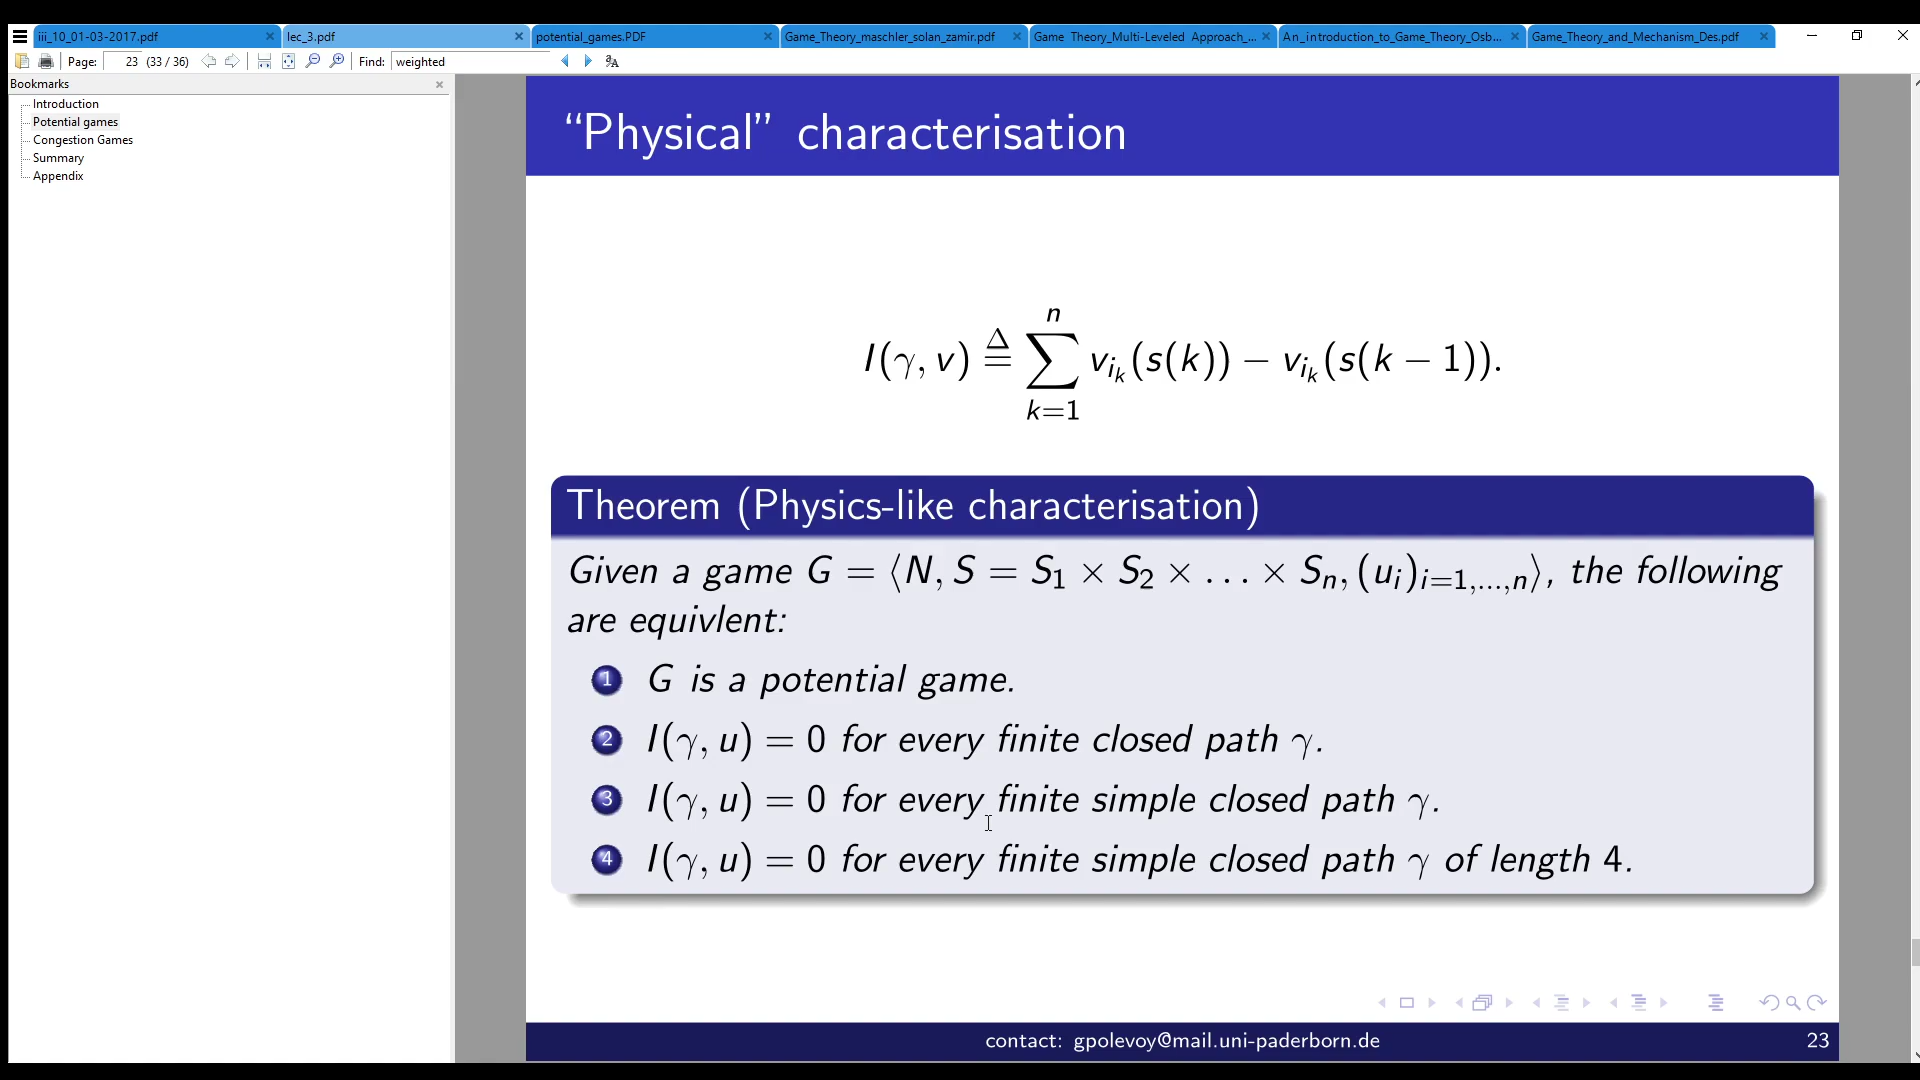 iii_10_01-03-2017.pdf × lec_3.pdf × potential_games.PDF × Game_Theory_maschler_solan_zamir.pdf × Game Theory_Multi-Leveled Approach_... × An_introduction_to_Game_Theory_Osb... × Game_Theory_and_Mechanism_Des.pdf ×
Page: 23 (33 / 36) Find: weighted
Bookmarks
Introduction
Potential games
Congestion Games
Summary
Appendix
“Physical” characterisation
I(γ, v) ≜ ∑_{k=1}^{n} v_{i_k}(s(k)) − v_{i_k}(s(k − 1)).
Theorem (Physics-like characterisation)
Given a game G = ⟨N, S = S₁ × S₂ × . . . × Sₙ, (uᵢ)ᵢ₌₁,...,ₙ⟩, the following
are equivlent:
1 G is a potential game.
2 I(γ, u) = 0 for every finite closed path γ.
3 I(γ, u) = 0 for every finite simple closed path γ.
4 I(γ, u) = 0 for every finite simple closed path γ of length 4.
contact: gpolevoy@mail.uni-paderborn.de 23